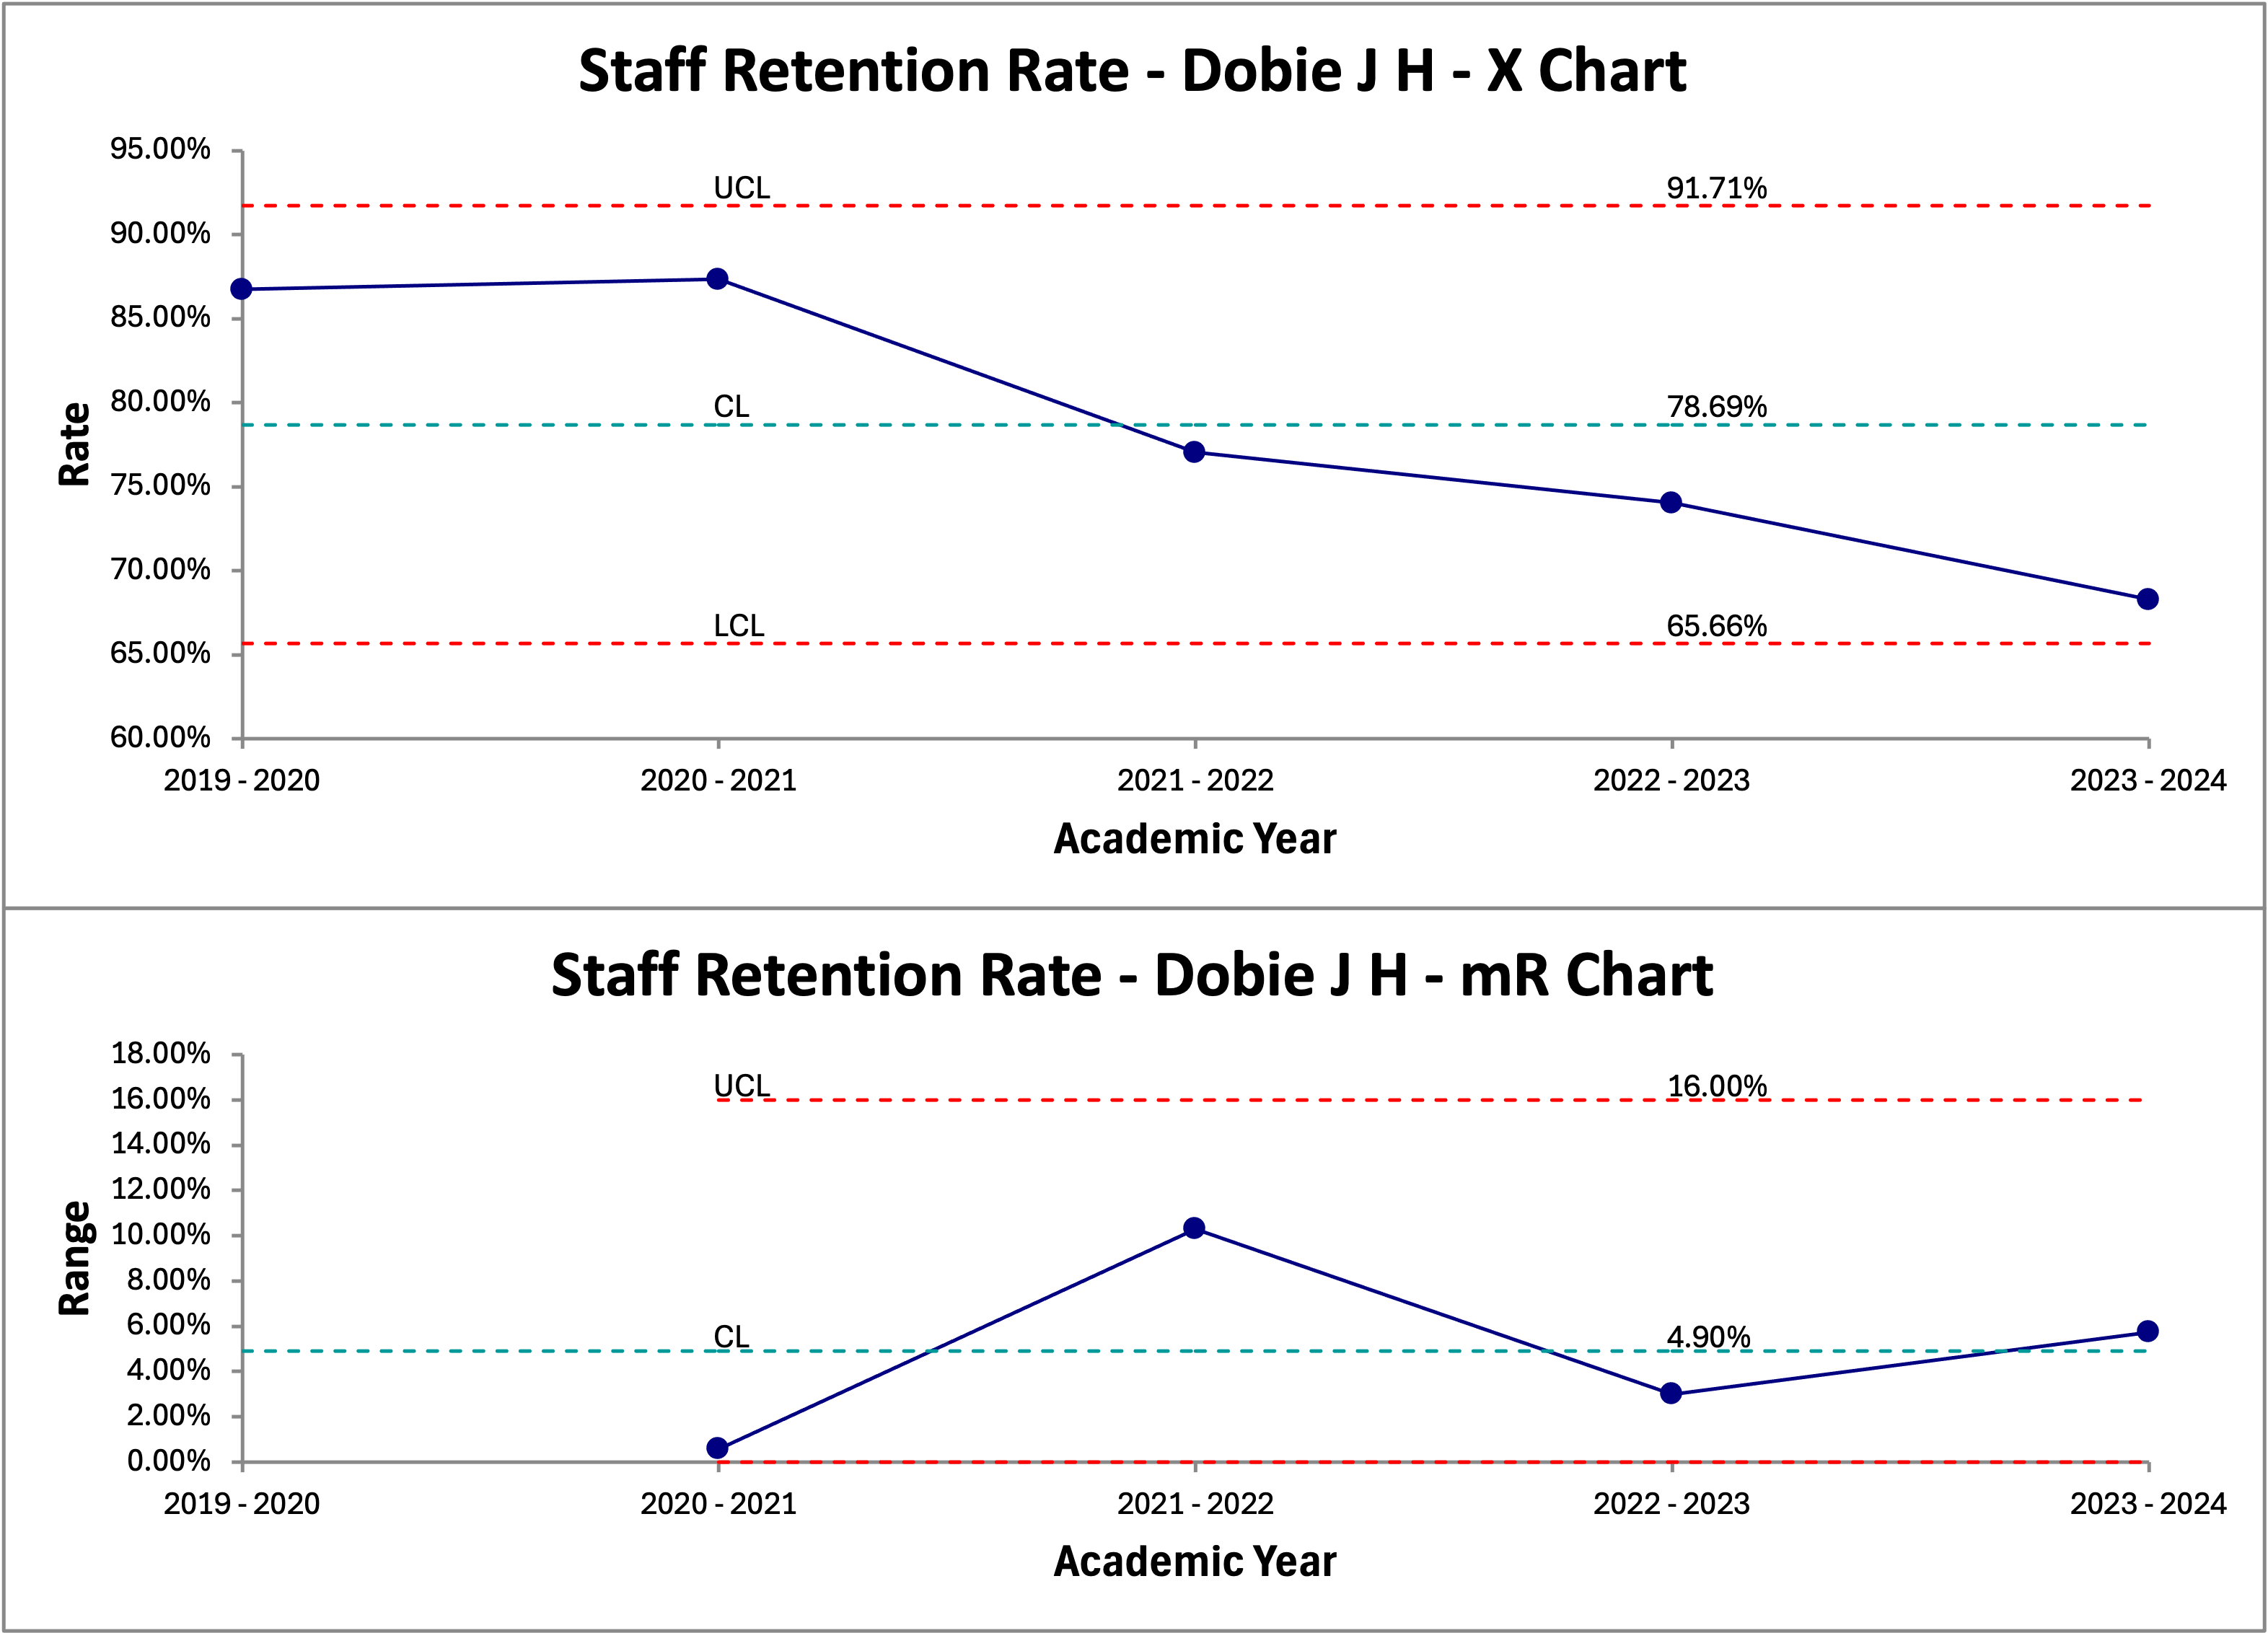 Staff Retention Rate - Dobie J H - X Chart
95.00%
UCL
91.71%
90.00%
85.00%
80.00%
CL
78.69%
Rate
75.00%
70.00%
LCL
65.66%
65.00%
60.00%
2019 - 2020
2020 - 2021
2021 - 2022
2022 - 2023
2023 - 2024
Academic Year
Staff Retention Rate - Dobie J H - mR Chart
18.00%
UCL
16.00%
16.00%
14.00%
12.00%
10.00%
Range
8.00%
6.00%
CL
4.90%
4.00%
2.00%
0.00%
2019 - 2020
2020 - 2021
2021 - 2022
2022 - 2023
2023 - 2024
Academic Year